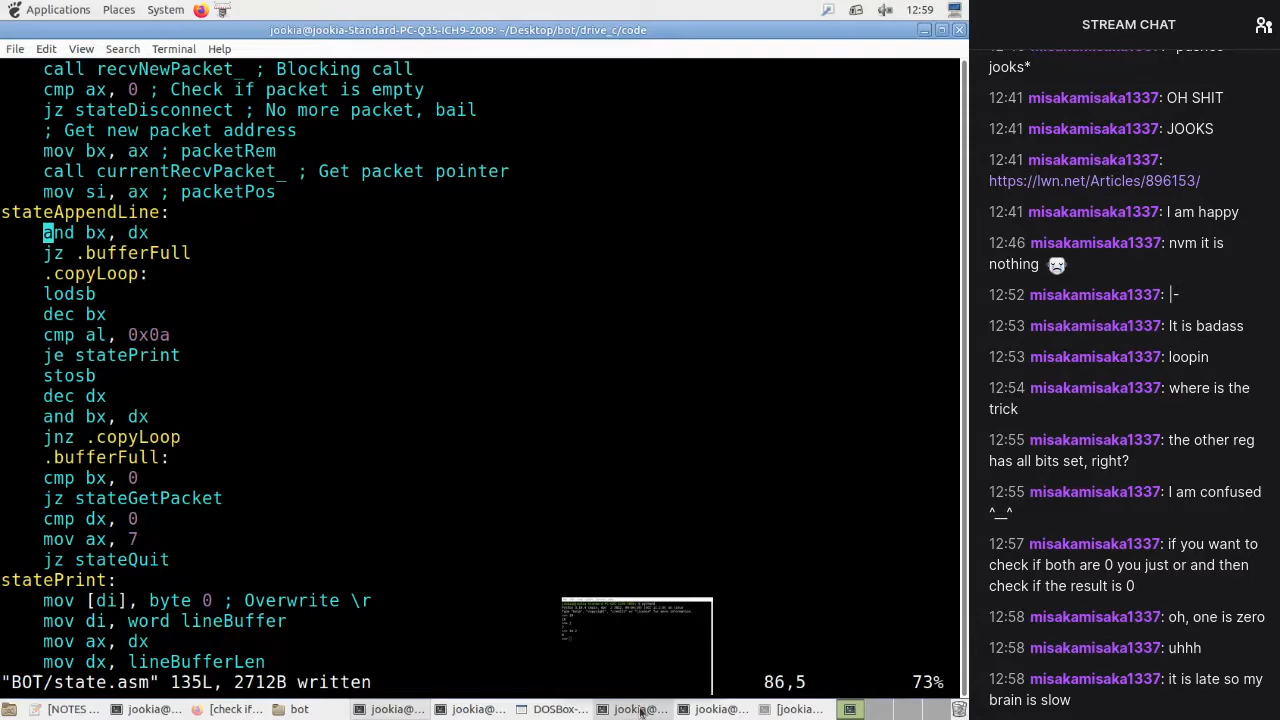 Applications Places System 12:59
jookia@jookia-Standard-PC-Q35-ICH9-2009: ~/Desktop/bot/drive_c/code
File Edit View Search Terminal Help
call recvNewPacket_ ; Blocking call
cmp ax, 0 ; Check if packet is empty
jz stateDisconnect ; No more packet, bail
; Get new packet address
mov bx, ax ; packetRem
call currentRecvPacket_ ; Get packet pointer
mov si, ax ; packetPos
stateAppendLine:
and bx, dx
jz .bufferFull
.copyLoop:
lodsb
dec bx
cmp al, 0x0a
je statePrint
stosb
dec dx
and bx, dx
jnz .copyLoop
.bufferFull:
cmp bx, 0
jz stateGetPacket
cmp dx, 0
mov ax, 7
jz stateQuit
statePrint:
mov [di], byte 0 ; Overwrite \r
mov di, word lineBuffer
mov ax, dx
mov dx, lineBufferLen
"BOT/state.asm" 135L, 2712B written 86,5 73%
[NOTES ... jookia@... [check if... bot jookia@... jookia@... DOSBox-... jookia@... jookia@... [jookia...
STREAM CHAT
jooks*
12:41 misakamisaka1337: OH SHIT
12:41 misakamisaka1337: JOOKS
12:41 misakamisaka1337:
https://lwn.net/Articles/896153/
12:41 misakamisaka1337: I am happy
12:46 misakamisaka1337: nvm it is
nothing
12:52 misakamisaka1337: |-
12:53 misakamisaka1337: It is badass
12:53 misakamisaka1337: loopin
12:54 misakamisaka1337: where is the
trick
12:55 misakamisaka1337: the other reg
has all bits set, right?
12:55 misakamisaka1337: I am confused
^__^
12:57 misakamisaka1337: if you want to
check if both are 0 you just or and then
check if the result is 0
12:58 misakamisaka1337: oh, one is zero
12:58 misakamisaka1337: uhhh
12:58 misakamisaka1337: it is late so my
brain is slow